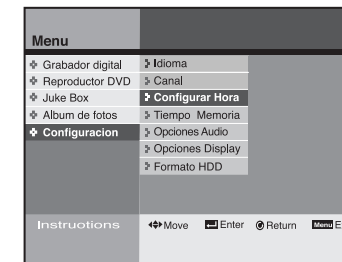 Menu
Grabador digital
Reproductor DVD
Juke Box
Album de fotos
Configuracion
Idioma
Canal
Configurar Hora
Tiempo Memoria
Opciones Audio
Opciones Display
Formato HDD
Instruotions
Move Enter Return Menu E